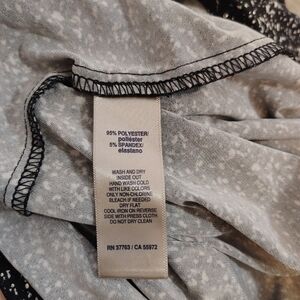 95% POLYESTER/
poliéster
5% SPANDEX/
elastano
WASH AND DRY
INSIDE OUT
HAND WASH COLD
WITH LIKE COLORS
ONLY NON-CHLORINE
BLEACH IF NEEDED
DRY FLAT
COOL IRON ON REVERSE
SIDE WITH PRESS CLOTH
DO NOT DRY CLEAN
RN 37763 / CA 55972